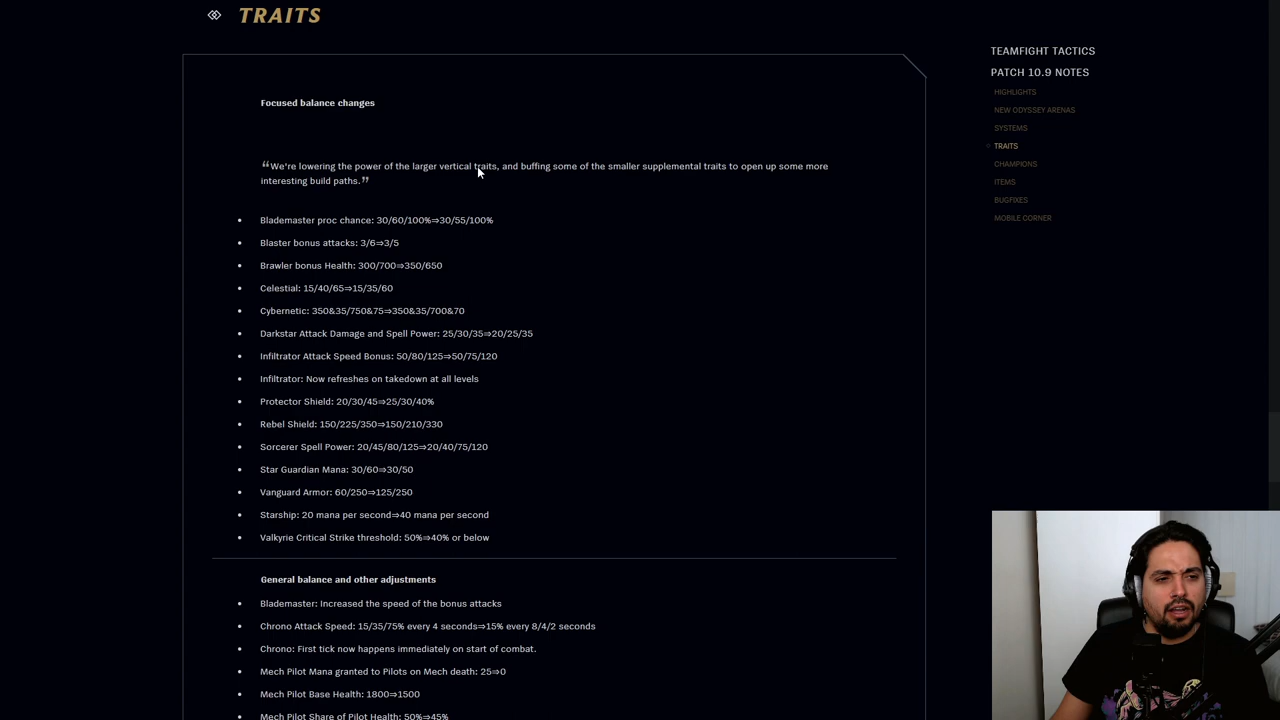 TRAITS
Focused balance changes
“We're lowering the power of the larger vertical traits, and buffing some of the smaller supplemental traits to open up some more
interesting build paths.”
• Blademaster proc chance: 30/60/100%⇒30/55/100%
• Blaster bonus attacks: 3/6⇒3/5
• Brawler bonus Health: 300/700⇒350/650
• Celestial: 15/40/65⇒15/35/60
• Cybernetic: 350&35/750&75⇒350&35/700&70
• Darkstar Attack Damage and Spell Power: 25/30/35⇒20/25/35
• Infiltrator Attack Speed Bonus: 50/80/125⇒50/75/120
• Infiltrator: Now refreshes on takedown at all levels
• Protector Shield: 20/30/45⇒25/30/40%
• Rebel Shield: 150/225/350⇒150/210/330
• Sorcerer Spell Power: 20/45/80/125⇒20/40/75/120
• Star Guardian Mana: 30/60⇒30/50
• Vanguard Armor: 60/250⇒125/250
• Starship: 20 mana per second⇒40 mana per second
• Valkyrie Critical Strike threshold: 50%⇒40% or below
General balance and other adjustments
• Blademaster: Increased the speed of the bonus attacks
• Chrono Attack Speed: 15/35/75% every 4 seconds⇒15% every 8/4/2 seconds
• Chrono: First tick now happens immediately on start of combat.
• Mech Pilot Mana granted to Pilots on Mech death: 25⇒0
• Mech Pilot Base Health: 1800⇒1500
• Mech Pilot Share of Pilot Health: 50%⇒45%
TEAMFIGHT TACTICS
PATCH 10.9 NOTES
HIGHLIGHTS
NEW ODYSSEY ARENAS
SYSTEMS
TRAITS
CHAMPIONS
ITEMS
BUGFIXES
MOBILE CORNER